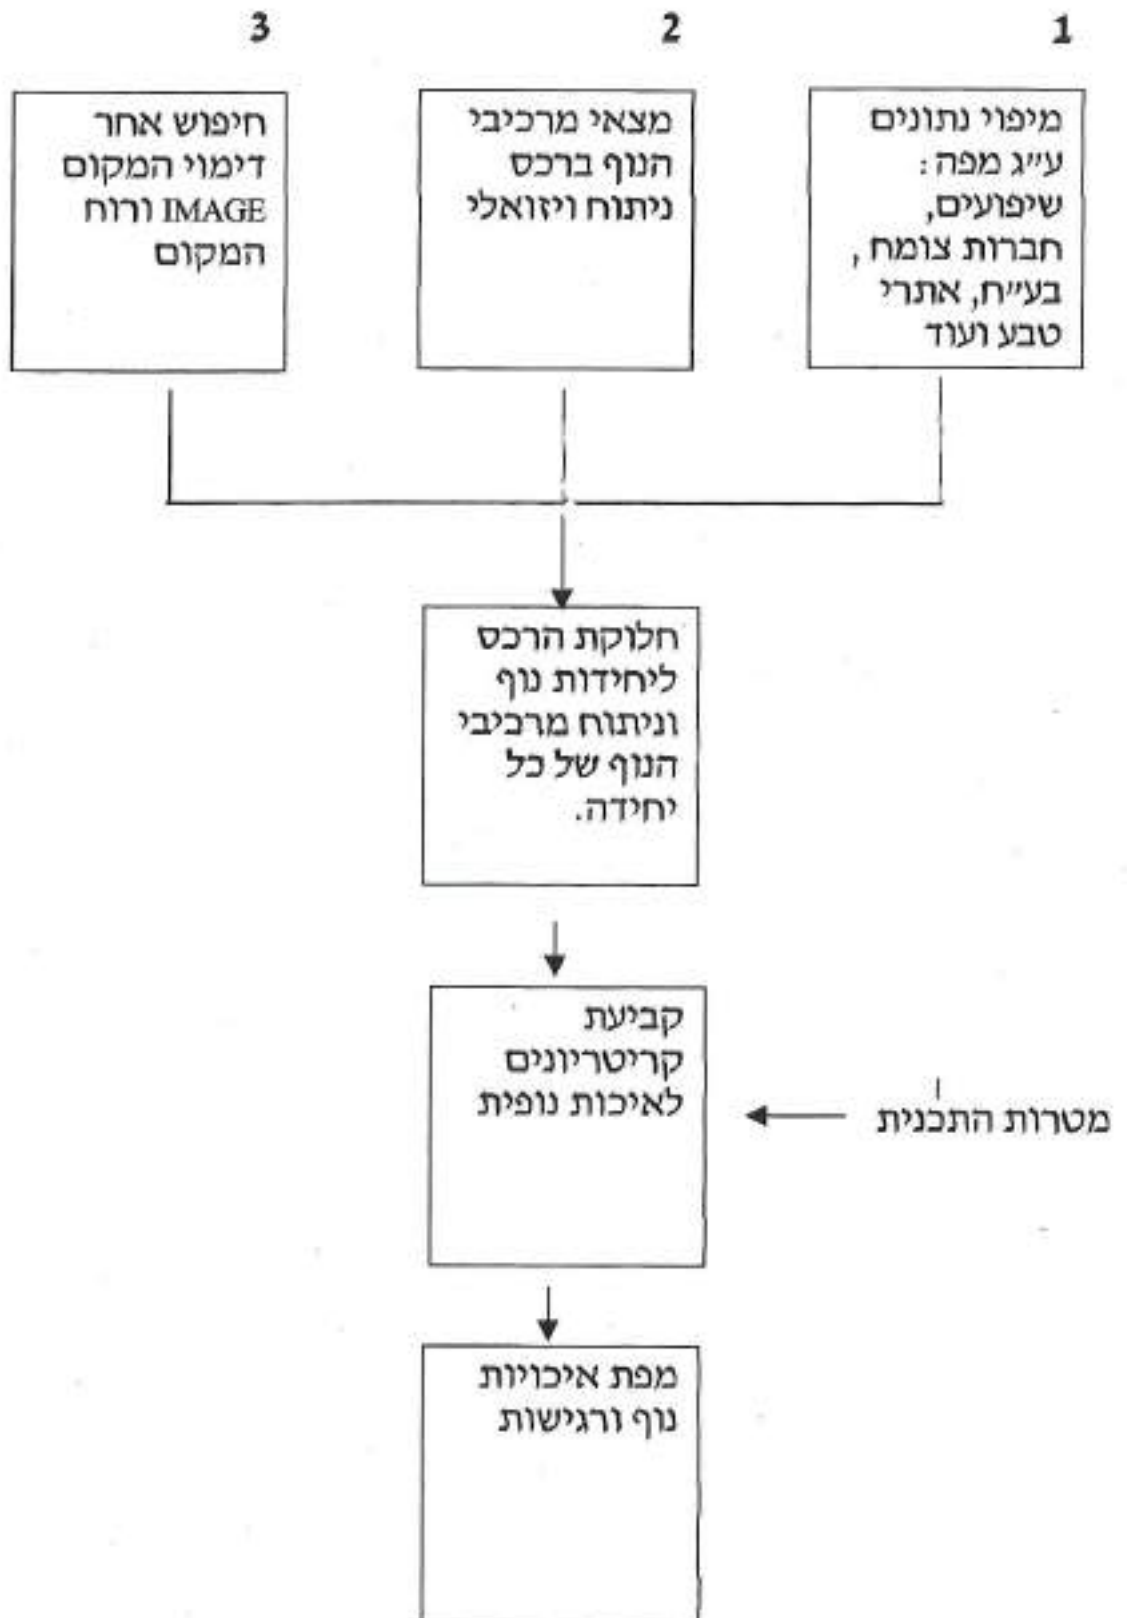 1
מיפוי נתונים
ע״ג מפה:
שיפועים,
חברות צומח,
בע״ח, אתרי
טבע ועוד
2
מצאי מרכיבי
הנוף ברכס
ניתוח ויזואלי
3
חיפוש אחר
דימוי המקום
IMAGE ורוח
המקום
חלוקת הרכס
ליחידות נוף
וניתוח מרכיבי
הנוף של כל
יחידה.
קביעת
קריטריונים
לאיכות נופית
מטרות התכנית
מפת איכויות
נוף ורגישות